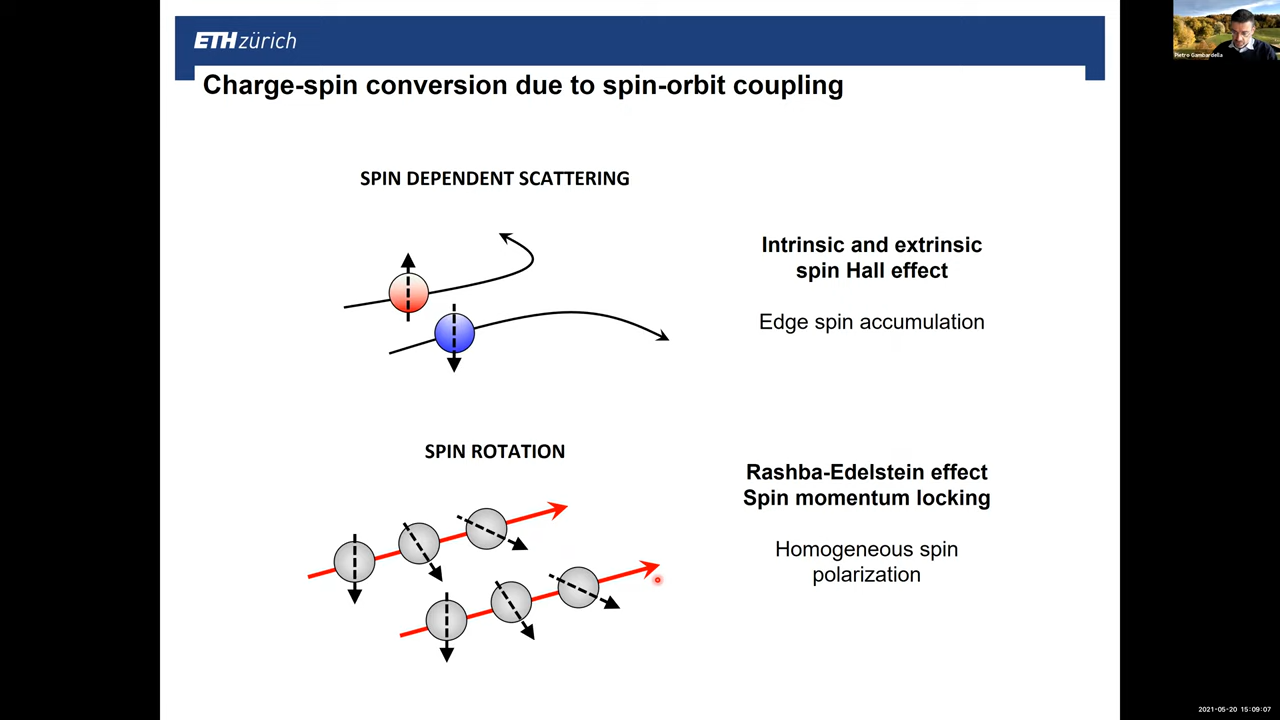 ETH zürich
Pietro Gambardella
Charge-spin conversion due to spin-orbit coupling
SPIN DEPENDENT SCATTERING
Intrinsic and extrinsic
spin Hall effect
Edge spin accumulation
SPIN ROTATION
Rashba-Edelstein effect
Spin momentum locking
Homogeneous spin
polarization
2021-05-20 15:09:07